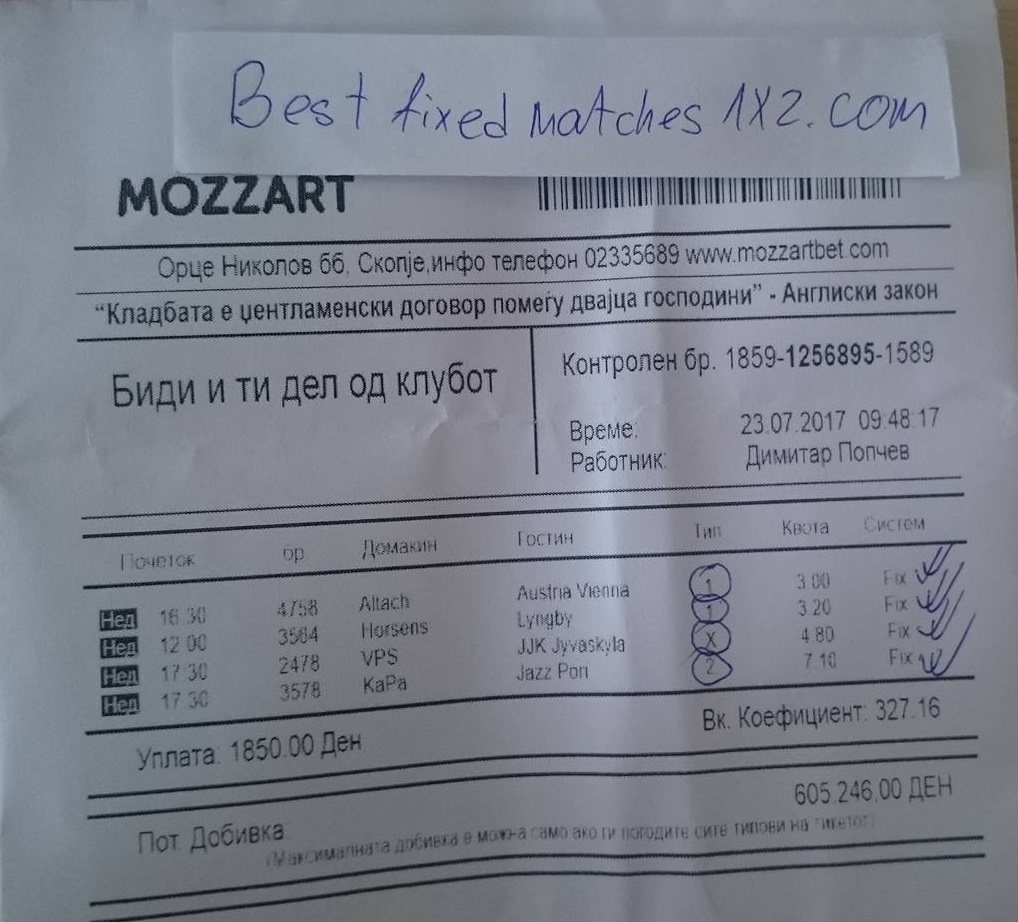 Best fixed matches 1X2.com
MOZZART
Орце Николов бб, Скопје,инфо телефон 02335689 www.mozzartbet.com
“Кладбата е џентламенски договор помеѓу двајца господини” - Англиски закон
Биди и ти дел од клубот
Контролен бр. 1859-1256895-1589
Време: 23.07.2017 09:48:17
Работник: Димитар Попчев
Почеток бр Домакин Гостин Тип Квота Систем
Нед 16 30 4758 Altach Austria Vienna 1 3.00 Fix
Нед 12 00 3564 Horsens Lyngby 1 3.20 Fix
Нед 17 30 2478 VPS JJK Jyvaskyla X 4.80 Fix
Нед 17 30 3578 KaPa Jazz Pori 2 7.10 Fix
Вк. Коефициент: 327.16
Уплата: 1850.00 Ден
605.246,00 ДЕН
Пот. Добивка
(Максималната добивка е можна само ако ги погодите сите типови на тикетот)